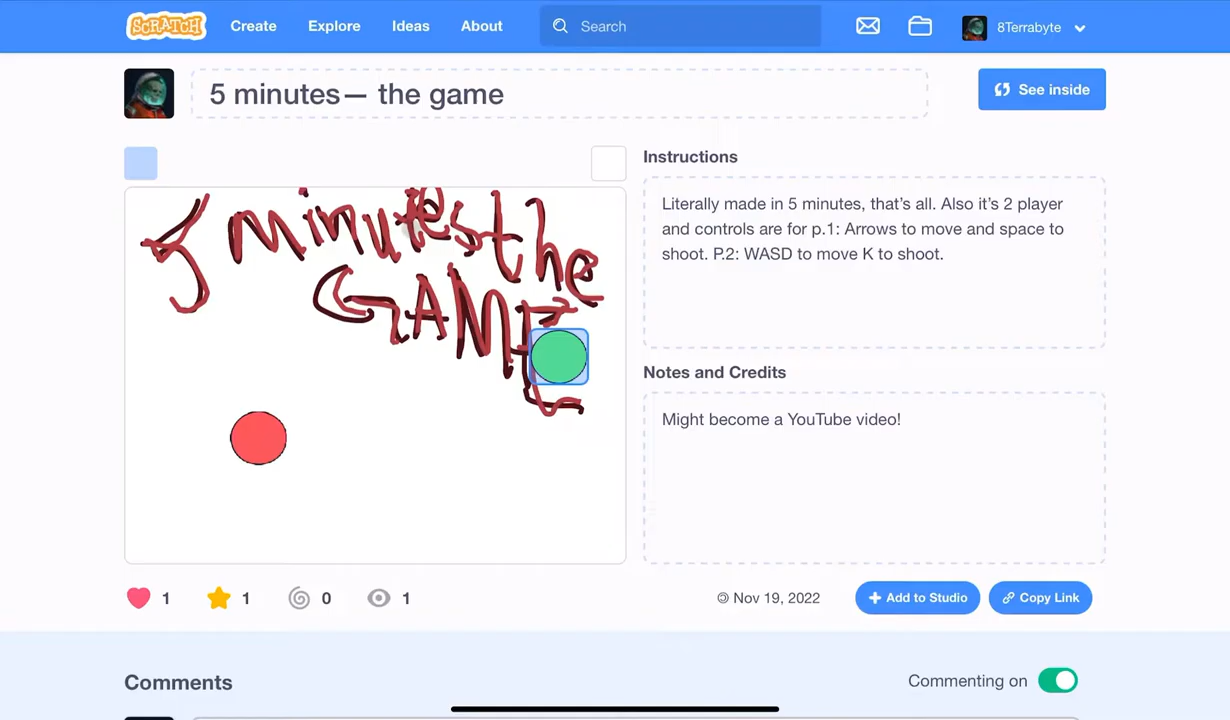 SCRATCH Create Explore Ideas About Search 8Terrabyte
5 minutes— the game
See inside
Instructions
5 minutes the
GAME
Literally made in 5 minutes, that's all. Also it's 2 player
and controls are for p.1: Arrows to move and space to
shoot. P.2: WASD to move K to shoot.
Notes and Credits
Might become a YouTube video!
1 1 0 1
Nov 19, 2022
Add to Studio
Copy Link
Comments
Commenting on